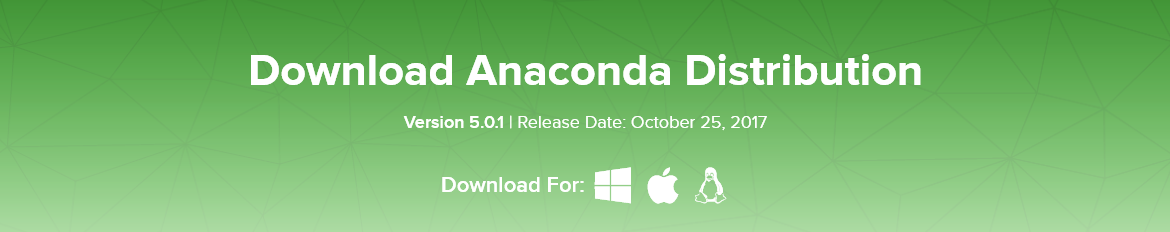 Download Anaconda Distribution
Version 5.0.1 | Release Date: October 25, 2017
Download For: